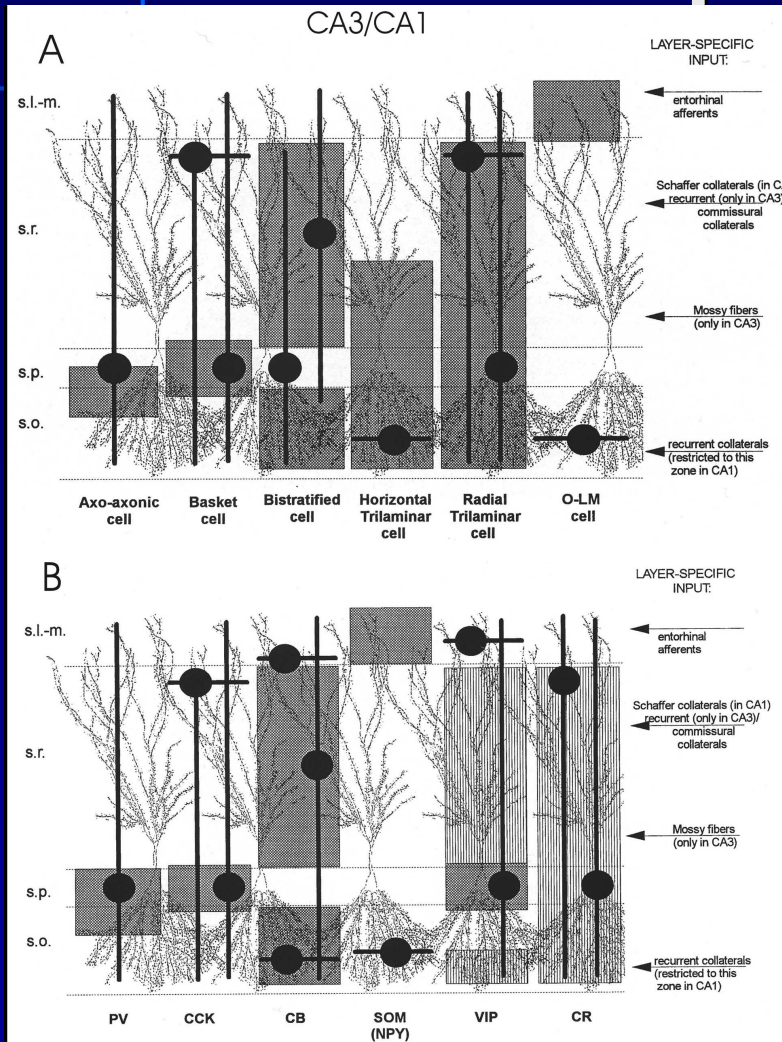 CA3/CA1
A
LAYER-SPECIFIC
INPUT:
s.l.-m.
entorhinal
afferents
Schaffer collaterals (in C
recurrent (only in CA3)
commissural
collaterals
s.r.
Mossy fibers
(only in CA3)
s.p.
s.o.
recurrent collaterals
(restricted to this
zone in CA1)
Axo-axonic
cell
Basket
cell
Bistratified
cell
Horizontal
Trilaminar
cell
Radial
Trilaminar
cell
O-LM
cell
B
LAYER-SPECIFIC
INPUT:
s.l.-m.
entorhinal
afferents
Schaffer collaterals (in CA1)
recurrent (only in CA3)/
commissural
collaterals
s.r.
Mossy fibers
(only in CA3)
s.p.
s.o.
recurrent collaterals
(restricted to this
zone in CA1)
PV
CCK
CB
SOM
(NPY)
VIP
CR